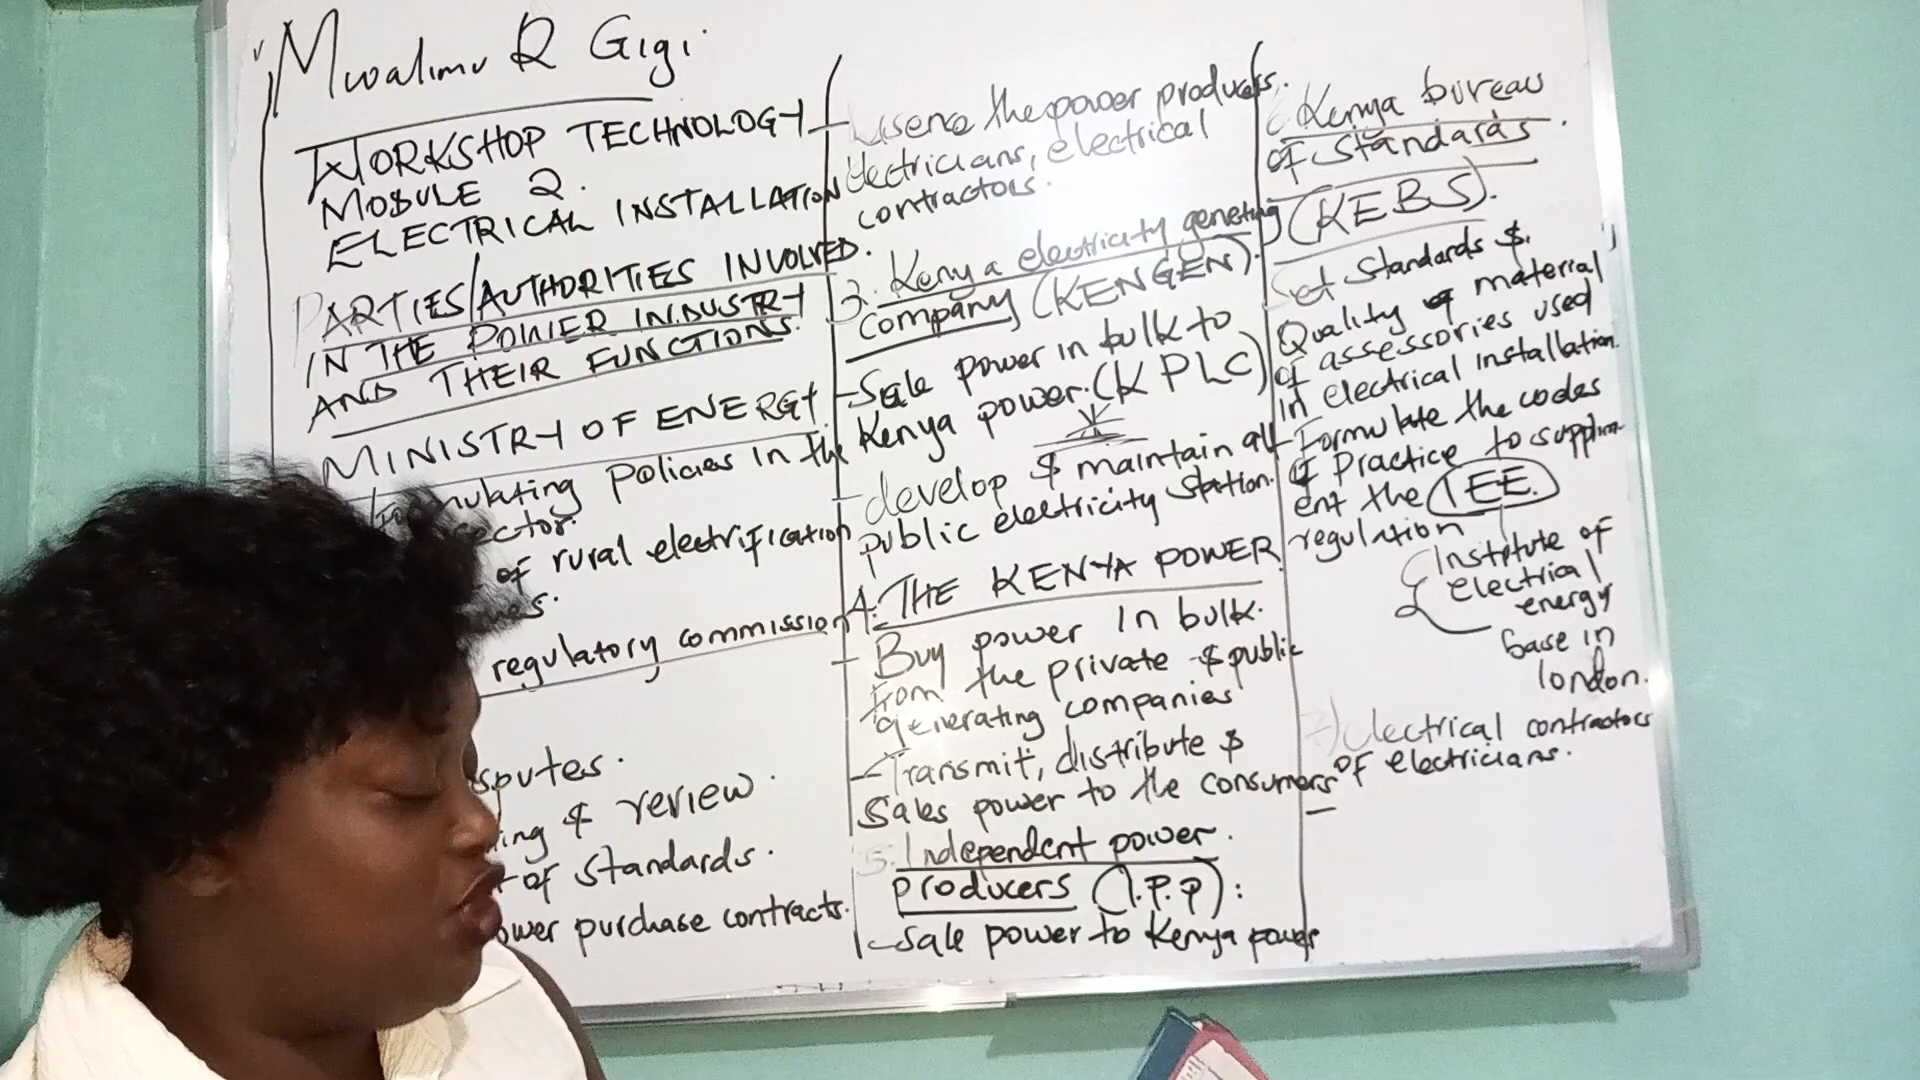 Mwalimu R Gigi.
WORKSHOP TECHNOLOGY
MODULE 2.
ELECTRICAL INSTALLATION
PARTIES/AUTHORITIES INVOLVED.
IN THE POWER INDUSTRY
AND THEIR FUNCTIONS.
MINISTRY OF ENERGY
Formulating policies in the
sector.
of rural electrification
regulatory commission
sputes.
ing & review.
of standards.
ower purchase contracts.
- Lisence the power producers.
electricians, electrical
contractors.
3. Kenya electricity generting
company (KENGEN).
- Sale power in bulk to
Kenya power. (KPLC)
- develop & maintain all
public electricity station.
4. THE KENYA POWER.
- Buy power in bulk.
from the private & public
generating companies
- Transmit, distribute &
Sales power to the consumers
5. Independent power.
producers (I.P.P):
- Sale power to Kenya power
6. Kenya bureau
of standards.
(KEBS).
Set standards &
Quality of material
of assessories used
in electrical installation.
- Formulate the codes
of practice to supplim
ent the IEE.
regulation
Institute of
electrical
energy
base in
london.
7) Electrical contractors
of electricians.
-